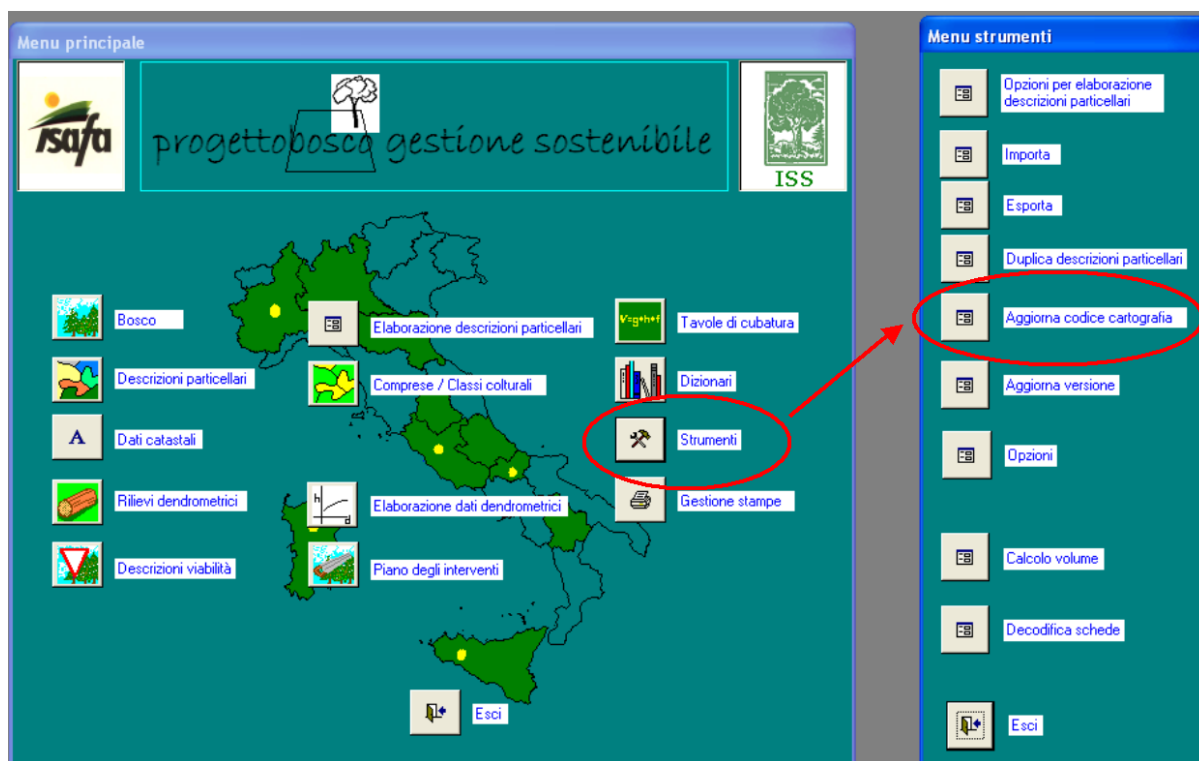 Menu principale
isafa
progettobosco gestione sostenibile
ISS
Bosco
Descrizioni particellari
A
Dati catastali
Rilievi dendrometrici
Descrizioni viabilità
Elaborazione descrizioni particellari
Comprese / Classi colturali
h
d
Elaborazione dati dendrometrici
Piano degli interventi
V=g*h*f
Tavole di cubatura
Dizionari
Strumenti
Gestione stampe
Esci
Menu strumenti
Opzioni per elaborazione
descrizioni particellari
Importa
Esporta
Duplica descrizioni particellari
Aggiorna codice cartografia
Aggiorna versione
Opzioni
Calcolo volume
Decodifica schede
Esci